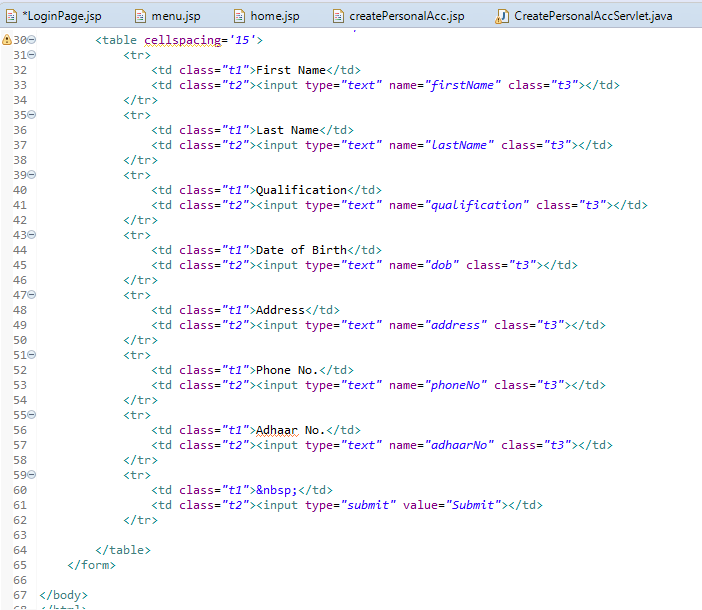 *LoginPage.jsp menu.jsp home.jsp createPersonalAcc.jsp CreatePersonalAccServlet.java
30 <table cellspacing='15'>
31 <tr>
32 <td class="t1">First Name</td>
33 <td class="t2"><input type="text" name="firstName" class="t3"></td>
34 </tr>
35 <tr>
36 <td class="t1">Last Name</td>
37 <td class="t2"><input type="text" name="lastName" class="t3"></td>
38 </tr>
39 <tr>
40 <td class="t1">Qualification</td>
41 <td class="t2"><input type="text" name="qualification" class="t3"></td>
42 </tr>
43 <tr>
44 <td class="t1">Date of Birth</td>
45 <td class="t2"><input type="text" name="dob" class="t3"></td>
46 </tr>
47 <tr>
48 <td class="t1">Address</td>
49 <td class="t2"><input type="text" name="address" class="t3"></td>
50 </tr>
51 <tr>
52 <td class="t1">Phone No.</td>
53 <td class="t2"><input type="text" name="phoneNo" class="t3"></td>
54 </tr>
55 <tr>
56 <td class="t1">Adhaar No.</td>
57 <td class="t2"><input type="text" name="adhaarNo" class="t3"></td>
58 </tr>
59 <tr>
60 <td class="t1">&nbsp;</td>
61 <td class="t2"><input type="submit" value="Submit"></td>
62 </tr>
63
64 </table>
65 </form>
66
67 </body>
68 </html>